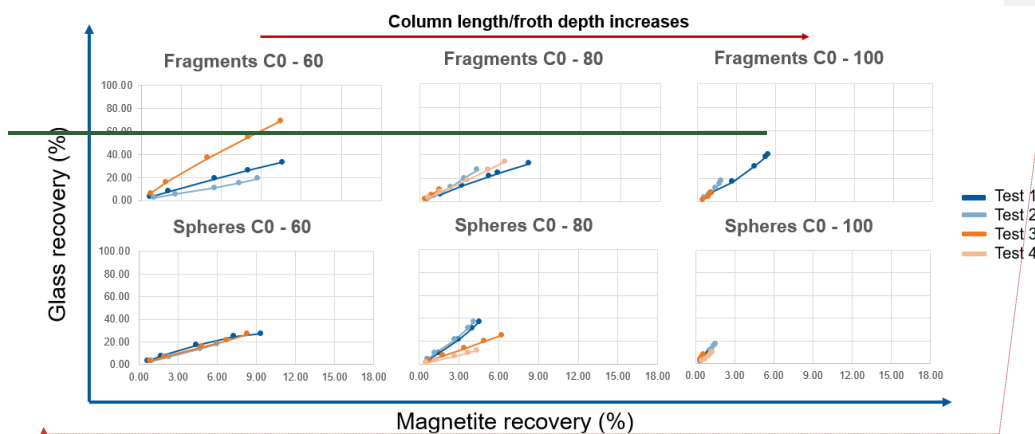 Column length/froth depth increases
Fragments C0 - 60
Fragments C0 - 80
Fragments C0 - 100
100.00
80.00
60.00
40.00
20.00
0.00
Glass recovery (%)
Test 1
Test 2
Test 3
Test 4
Spheres C0 - 60
Spheres C0 - 80
Spheres C0 - 100
100.00
80.00
60.00
40.00
20.00
0.00
0.00 3.00 6.00 9.00 12.00 15.00 18.00
0.00 3.00 6.00 9.00 12.00 15.00 18.00
0.00 3.00 6.00 9.00 12.00 15.00 18.00
Magnetite recovery (%)